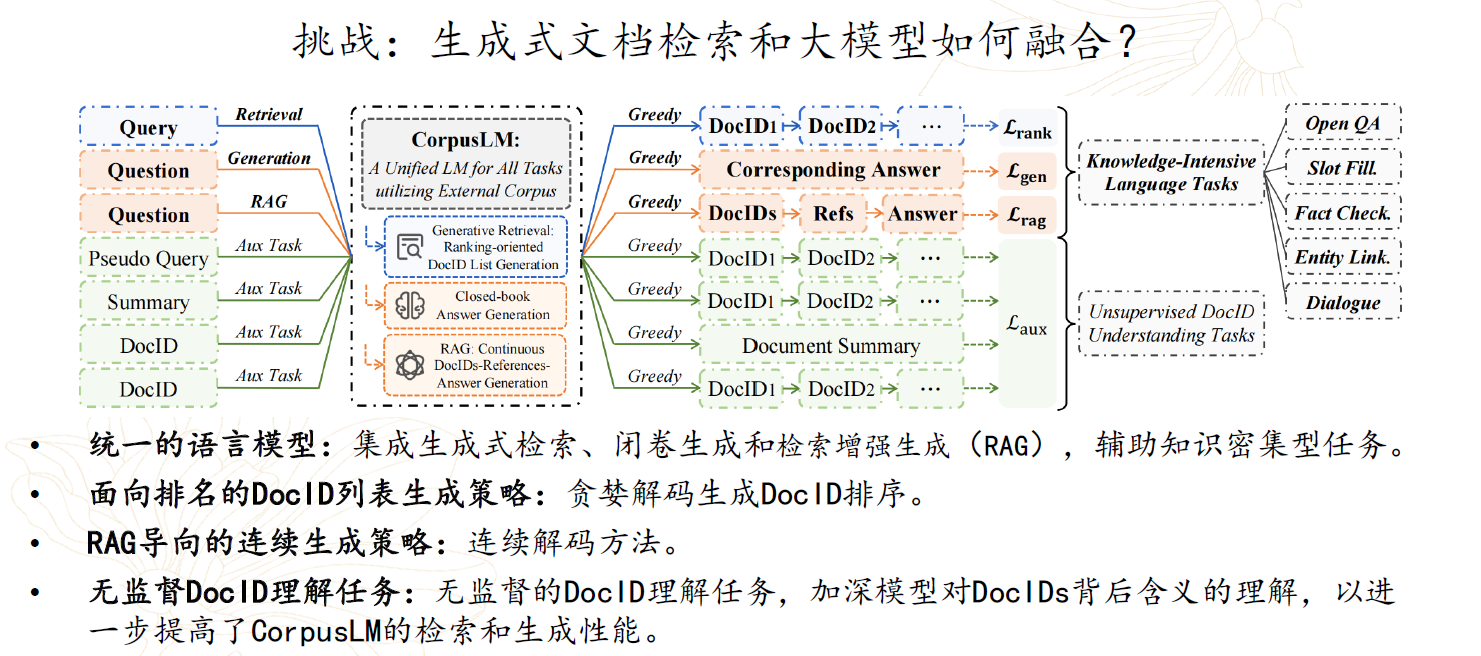 挑战：生成式文档检索和大模型如何融合？
Query
Retrieval
Question
Generation
Question
RAG
Pseudo Query
Aux Task
Summary
Aux Task
DocID
Aux Task
DocID
Aux Task
CorpusLM:
A Unified LM for All Tasks
utilizing External Corpus
Generative Retrieval:
Ranking-oriented
DocID List Generation
Closed-book
Answer Generation
RAG: Continuous
DocIDs-References-
Answer Generation
Greedy DocID1 DocID2 ... ℒrank
Greedy Corresponding Answer ℒgen
Greedy DocIDs Refs Answer ℒrag
Greedy DocID1 DocID2 ...
Greedy DocID1 DocID2 ...
Greedy Document Summary
Greedy DocID1 DocID2 ...
ℒaux
Knowledge-Intensive
Language Tasks
Unsupervised DocID
Understanding Tasks
Open QA
Slot Fill.
Fact Check.
Entity Link.
Dialogue
• 统一的语言模型：集成生成式检索、闭卷生成和检索增强生成（RAG），辅助知识密集型任务。
• 面向排名的DocID列表生成策略：贪婪解码生成DocID排序。
• RAG导向的连续生成策略：连续解码方法。
• 无监督DocID理解任务：无监督的DocID理解任务，加深模型对DocIDs背后含义的理解，以进
一步提高了CorpusLM的检索和生成性能。